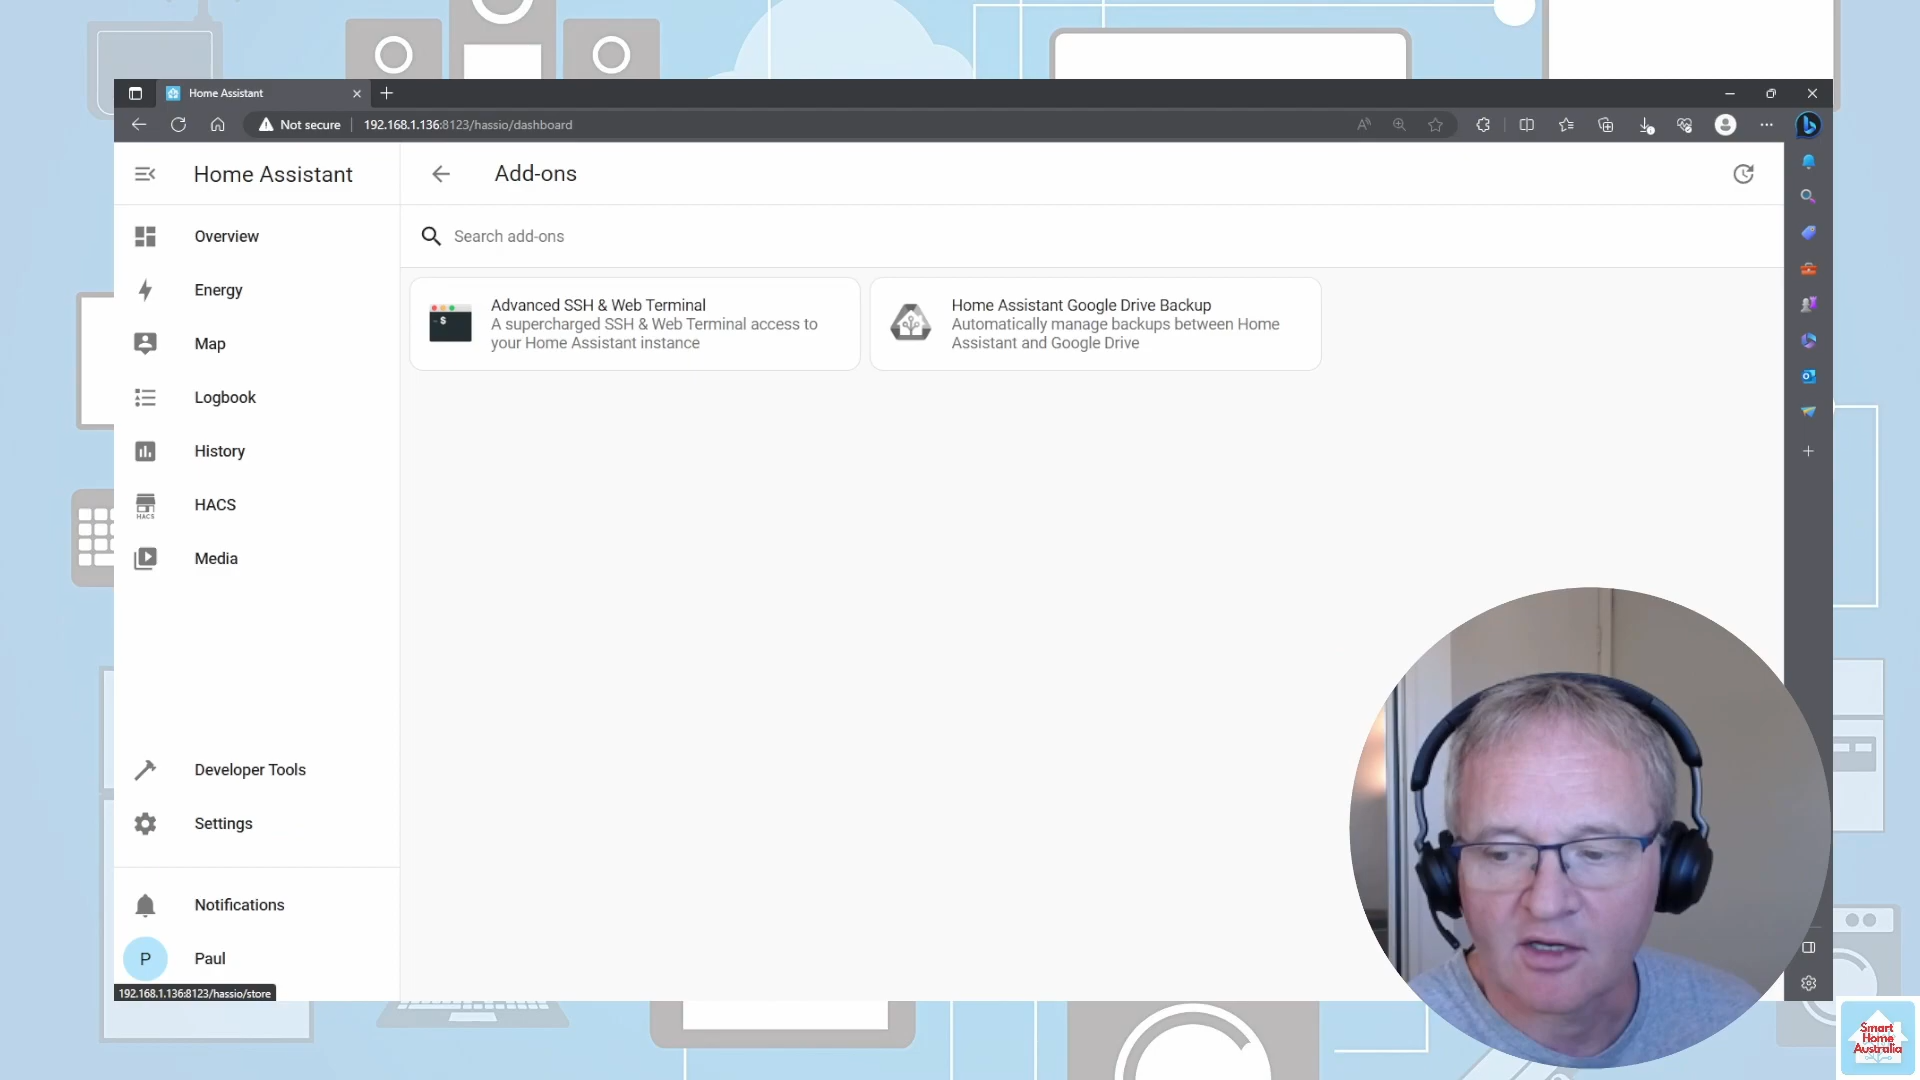 Home Assistant
Not secure
192.168.1.136:8123/hassio/dashboard
Home Assistant
Add-ons
Overview
Search add-ons
Energy
Advanced SSH & Web Terminal
A supercharged SSH & Web Terminal access to
your Home Assistant instance
$
Home Assistant Google Drive Backup
Automatically manage backups between Home
Assistant and Google Drive
Map
Logbook
History
HACS
HACS
Media
Developer Tools
Settings
Notifications
P
Paul
192.168.1.136:8123/hassio/store
Smart
Home
Australia